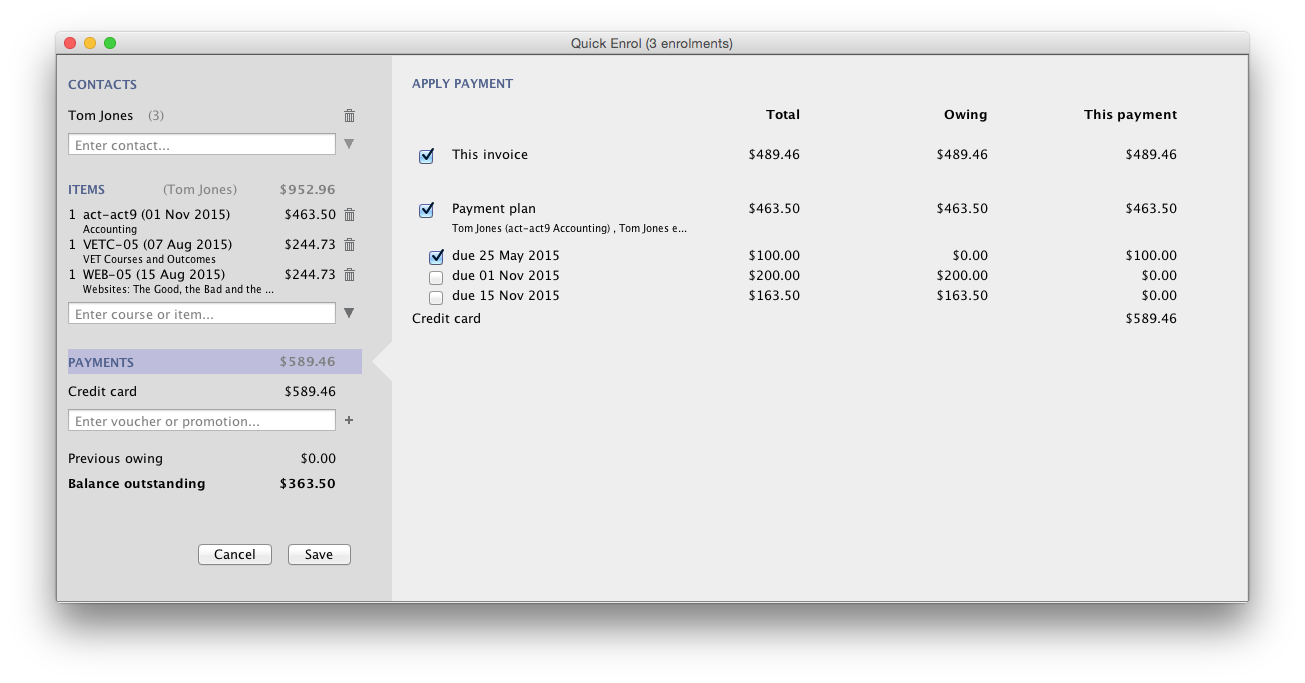 Quick Enrol (3 enrolments)
CONTACTS
Tom Jones (3)
Enter contact...
ITEMS (Tom Jones) $952.96
1 act-act9 (01 Nov 2015) $463.50
Accounting
1 VETC-05 (07 Aug 2015) $244.73
VET Courses and Outcomes
1 WEB-05 (15 Aug 2015) $244.73
Websites: The Good, the Bad and the ...
Enter course or item...
PAYMENTS $589.46
Credit card $589.46
Enter voucher or promotion...
Previous owing $0.00
Balance outstanding $363.50
Cancel Save
APPLY PAYMENT
Total Owing This payment
This invoice $489.46 $489.46 $489.46
Payment plan $463.50 $463.50 $463.50
Tom Jones (act-act9 Accounting) , Tom Jones e...
due 25 May 2015 $100.00 $0.00 $100.00
due 01 Nov 2015 $200.00 $200.00 $0.00
due 15 Nov 2015 $163.50 $163.50 $0.00
Credit card $589.46